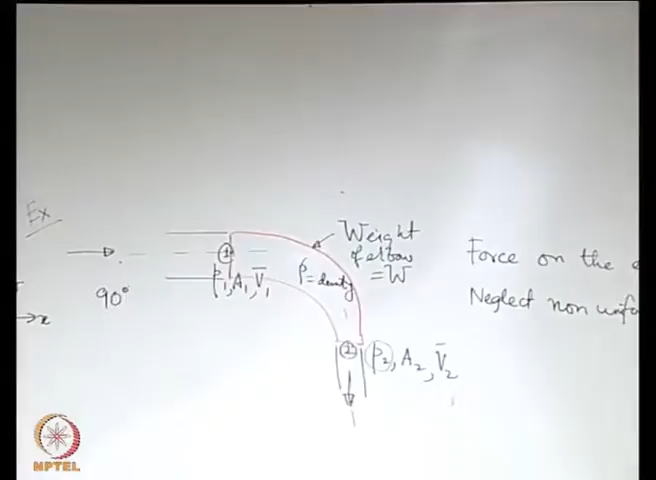 Ex
90°
x
① 
p₁, A₁, V̄₁
ρ = density
Weight
of elbow
= W
②
p₂, A₂, V̄₂
Force on the
Neglect non
NPTEL